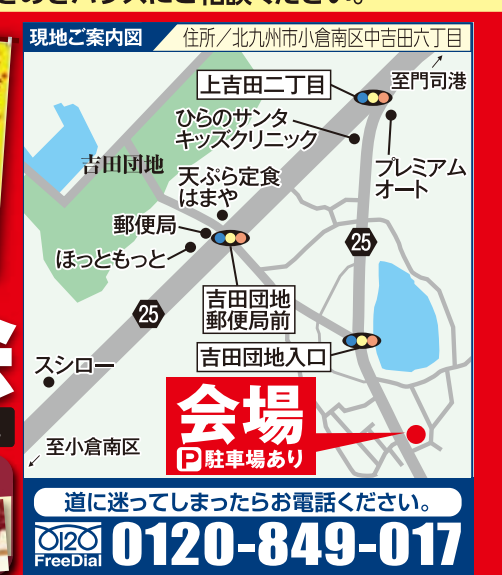 現地ご案内図
住所／北九州市小倉南区中吉田六丁目
至門司港
上吉田二丁目
ひらのサンタ
キッズクリニック
プレミアム
オート
吉田団地
天ぷら定食
はまや
郵便局
ほっともっと
25
吉田団地
郵便局前
25
吉田団地入口
スシロー
会場
P駐車場あり
至小倉南区
道に迷ってしまったらお電話ください。
0120
FreeDial
0120-849-017